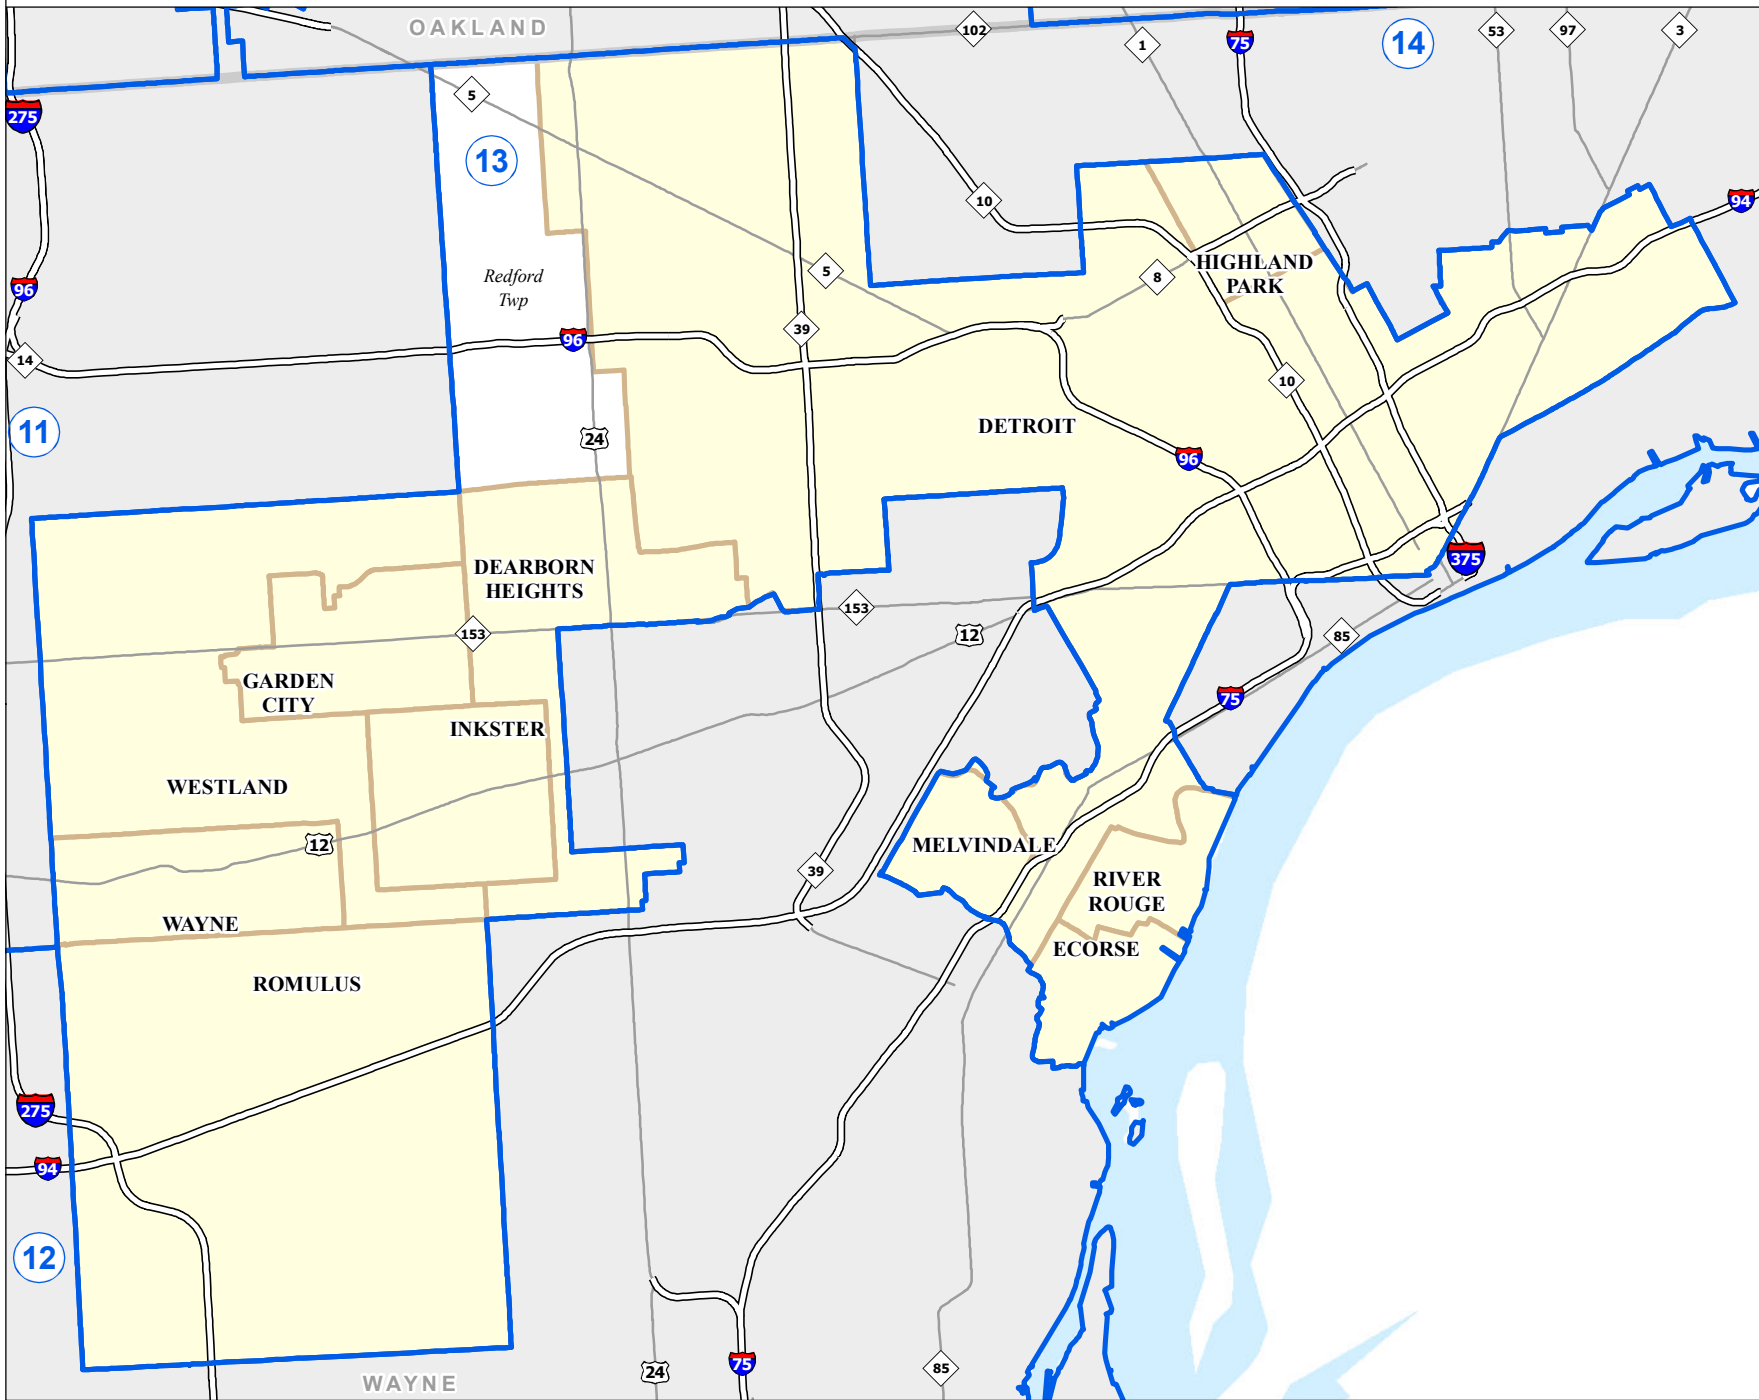 OAKLAND
102
1
75
14
53
97
3
5
275
13
10
94
HIGHLAND
PARK
5
8
Redford
Twp
96
39
96
14
10
11
DETROIT
24
96
375
DEARBORN
HEIGHTS
153
153
12
85
GARDEN
CITY
75
INKSTER
WESTLAND
12
MELVINDALE
39
RIVER
ROUGE
WAYNE
ECORSE
ROMULUS
275
94
12
75
24
85
WAYNE